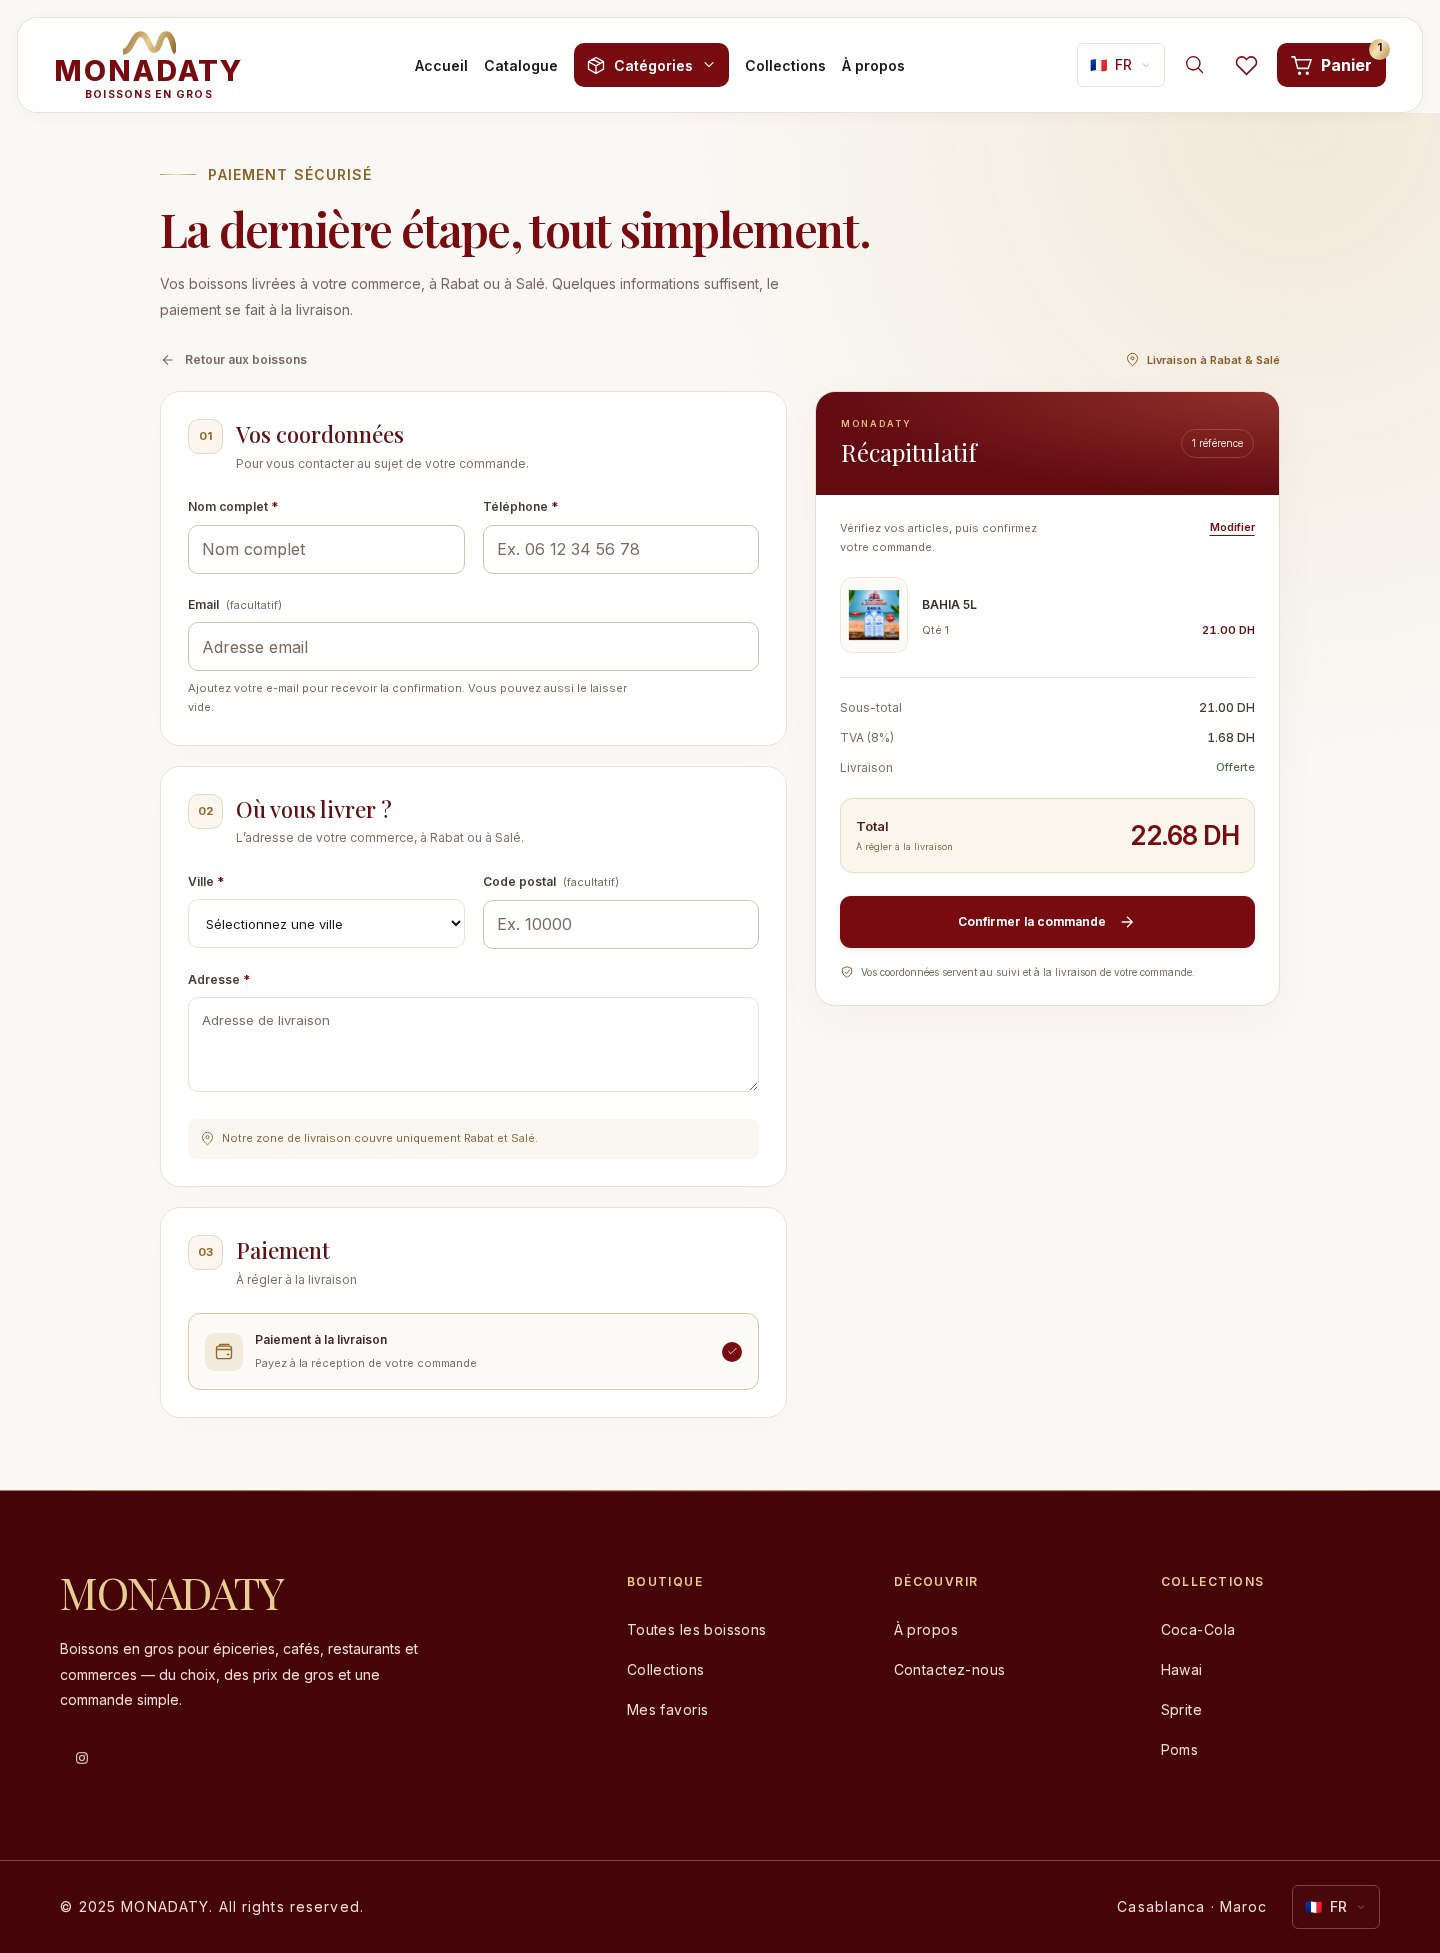 MONADATY
BOISSONS EN GROS
Accueil
Catalogue
Catégories
Collections
À propos
FR
Panier
1
PAIEMENT SÉCURISÉ
La dernière étape, tout simplement.
Vos boissons livrées à votre commerce, à Rabat ou à Salé. Quelques informations suffisent, le
paiement se fait à la livraison.
Retour aux boissons
Livraison à Rabat & Salé
01
Vos coordonnées
Pour vous contacter au sujet de votre commande.
Nom complet *
Téléphone *
Nom complet
Ex. 06 12 34 56 78
Email (facultatif)
Adresse email
Ajoutez votre e-mail pour recevoir la confirmation. Vous pouvez aussi le laisser
vide.
02
Où vous livrer ?
L’adresse de votre commerce, à Rabat ou à Salé.
Ville *
Code postal (facultatif)
Sélectionnez une ville
Ex. 10000
Adresse *
Adresse de livraison
Notre zone de livraison couvre uniquement Rabat et Salé.
03
Paiement
À régler à la livraison
Paiement à la livraison
Payez à la réception de votre commande
MONADATY
Récapitulatif
1 référence
Vérifiez vos articles, puis confirmez
votre commande.
Modifier
BAHIA
BAHIA 5L
Qté 1
21.00 DH
Sous-total
21.00 DH
TVA (8%)
1.68 DH
Livraison
Offerte
Total
À régler à la livraison
22.68 DH
Confirmer la commande
Vos coordonnées servent au suivi et à la livraison de votre commande.
MONADATY
Boissons en gros pour épiceries, cafés, restaurants et
commerces — du choix, des prix de gros et une
commande simple.
BOUTIQUE
Toutes les boissons
Collections
Mes favoris
DÉCOUVRIR
À propos
Contactez-nous
COLLECTIONS
Coca-Cola
Hawai
Sprite
Poms
© 2025 MONADATY. All rights reserved.
Casablanca · Maroc
FR